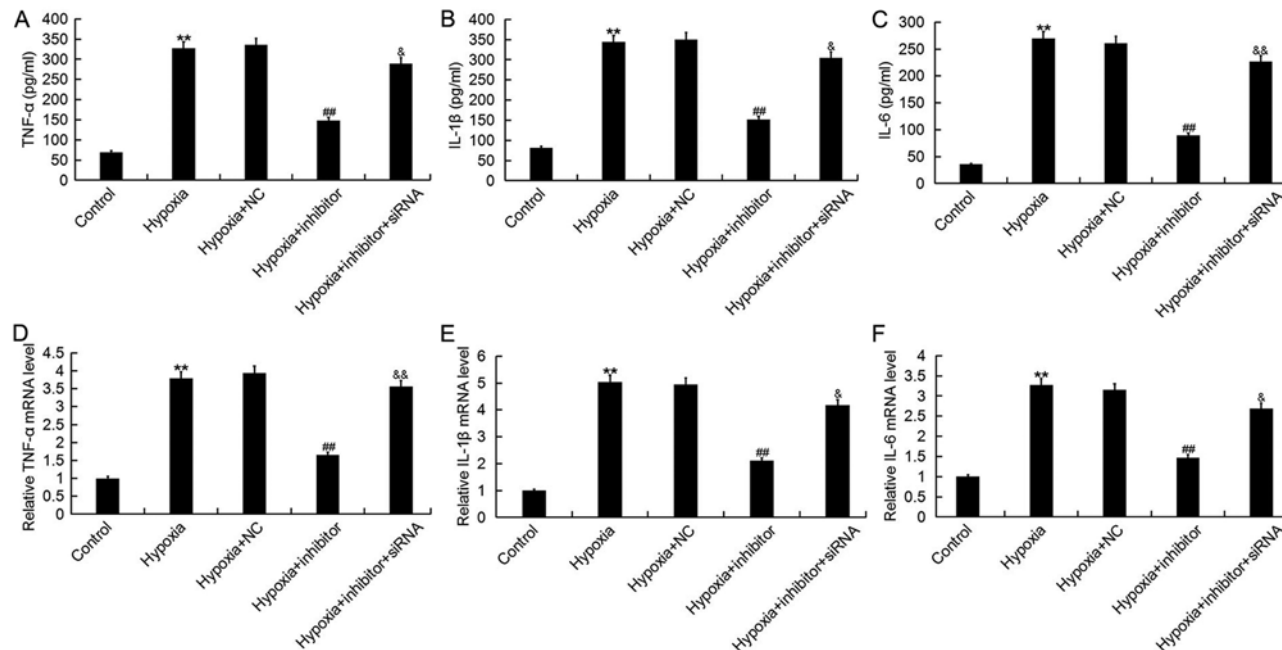 A
TNF-α (pg/ml)
400
350
300
250
200
150
100
50
0
**
##
&
Control
Hypoxia
Hypoxia+NC
Hypoxia+inhibitor
Hypoxia+inhibitor+siRNA
B
IL-1β (pg/ml)
400
350
300
250
200
150
100
50
0
**
##
&
Control
Hypoxia
Hypoxia+NC
Hypoxia+inhibitor
Hypoxia+inhibitor+siRNA
C
IL-6 (pg/ml)
300
250
200
150
100
50
0
**
##
&&
Control
Hypoxia
Hypoxia+NC
Hypoxia+inhibitor
Hypoxia+inhibitor+siRNA
D
Relative TNF-α mRNA level
4.5
4
3.5
3
2.5
2
1.5
1
0.5
0
**
##
&&
Control
Hypoxia
Hypoxia+NC
Hypoxia+inhibitor
Hypoxia+inhibitor+siRNA
E
Relative IL-1β mRNA level
6
5
4
3
2
1
0
**
##
&
Control
Hypoxia
Hypoxia+NC
Hypoxia+inhibitor
Hypoxia+inhibitor+siRNA
F
Relative IL-6 mRNA level
3.5
3
2.5
2
1.5
1
0.5
0
**
##
&
Control
Hypoxia
Hypoxia+NC
Hypoxia+inhibitor
Hypoxia+inhibitor+siRNA